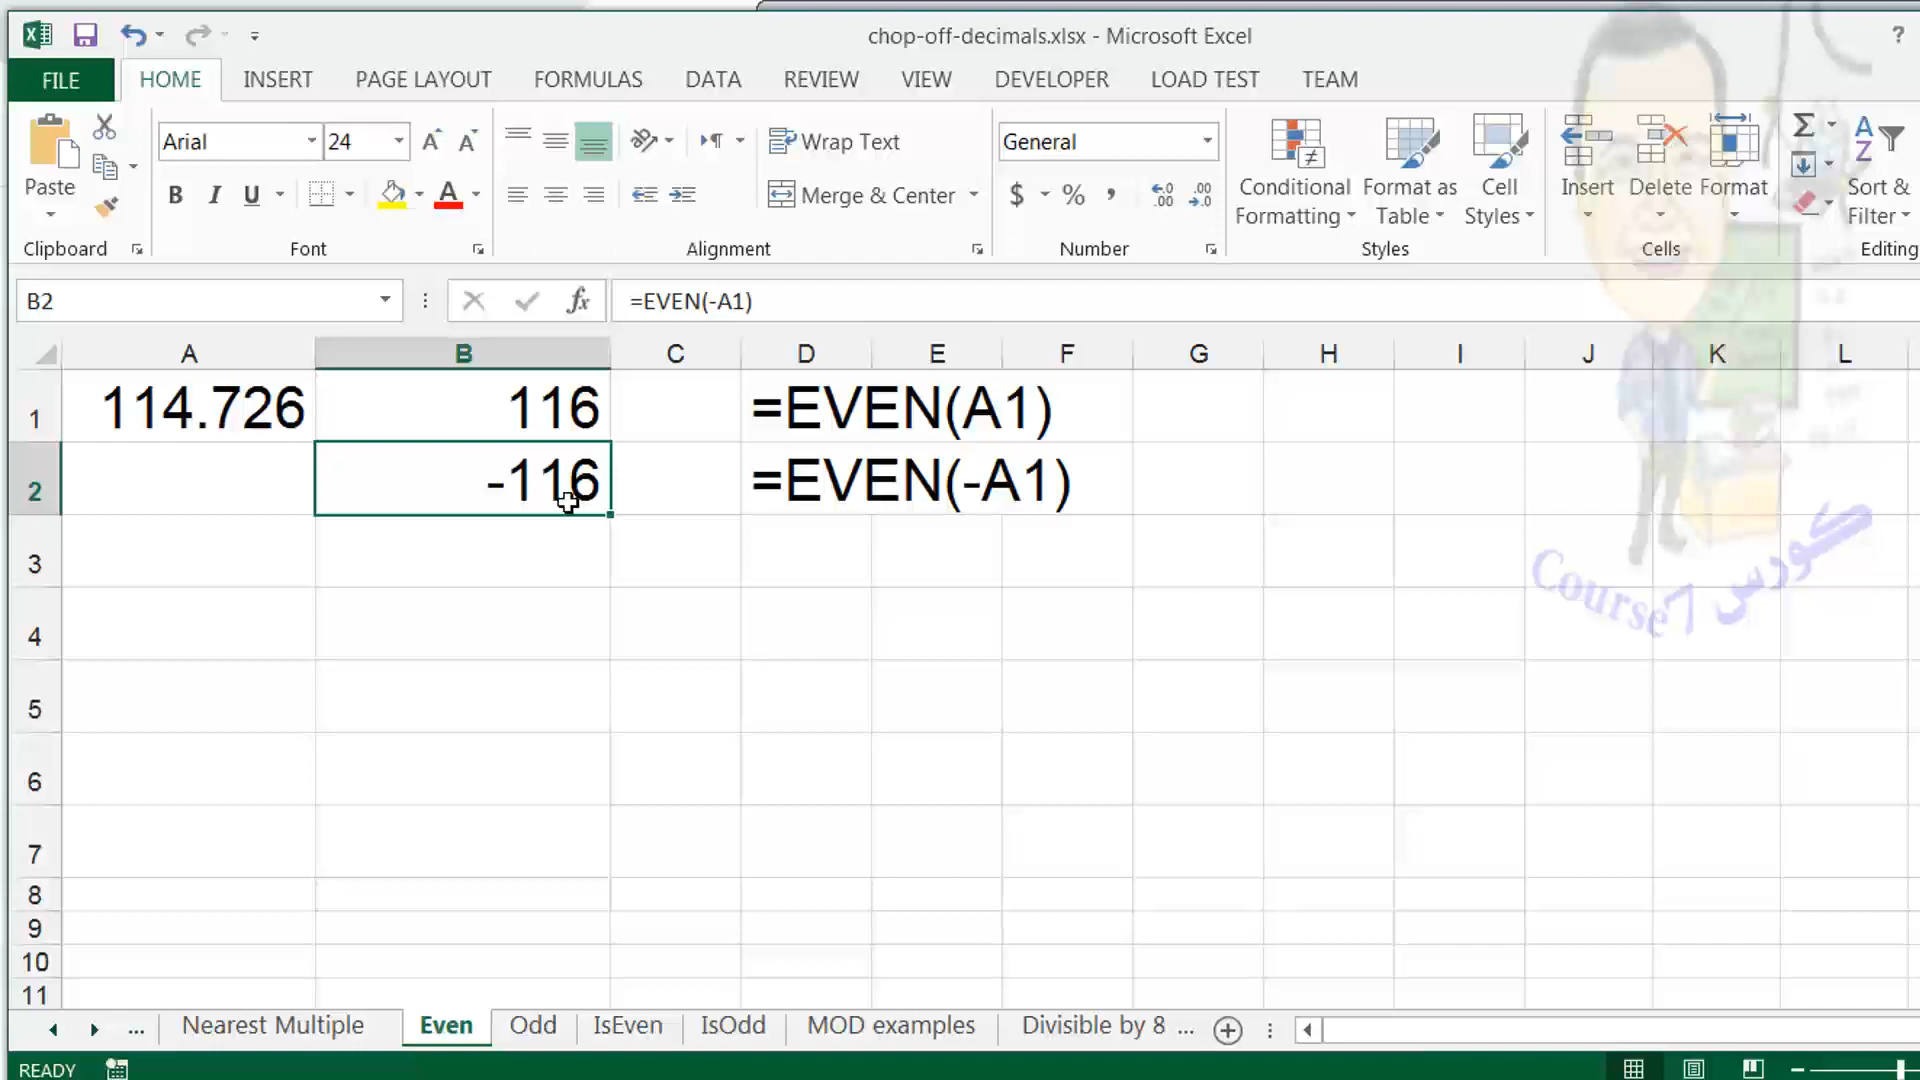 chop-off-decimals.xlsx - Microsoft Excel
?
FILE HOME INSERT PAGE LAYOUT FORMULAS DATA REVIEW VIEW DEVELOPER LOAD TEST TEAM
Paste
Arial 24
Wrap Text
General
B I U
Merge & Center
$ % ,
Conditional Formatting
Format as Table
Cell Styles
Insert Delete Format
Sort & Filter
Clipboard Font Alignment Number Styles Cells Editing
B2 fx =EVEN(-A1)
A B C D E F G H I J K L
1 114.726 116 =EVEN(A1)
2 -116 =EVEN(-A1)
3
4
5
6
7
8
9
10
11
Course7 كورس
... Nearest Multiple Even Odd IsEven IsOdd MOD examples Divisible by 8 ...
READY